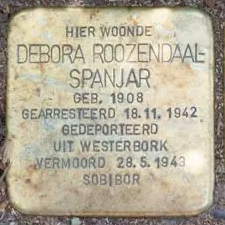 HIER WOONDE
DEBORA ROOZENDAAL-
SPANJAR
GEB. 1908
GEARRESTEERD 18.11.1942
GEDEPORTEERD
UIT WESTERBORK
VERMOORD 28.5.1943
SOBIBOR